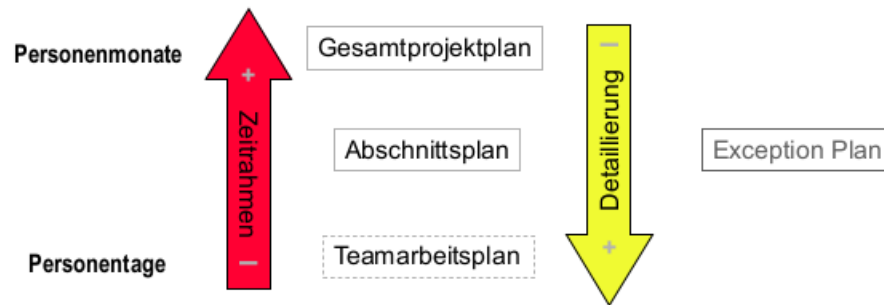 Personenmonate
Gesamtprojektplan
Zeitrahmen
+
−
Abschnittsplan
Detaillierung
−
+
Exception Plan
Personentage
Teamarbeitsplan